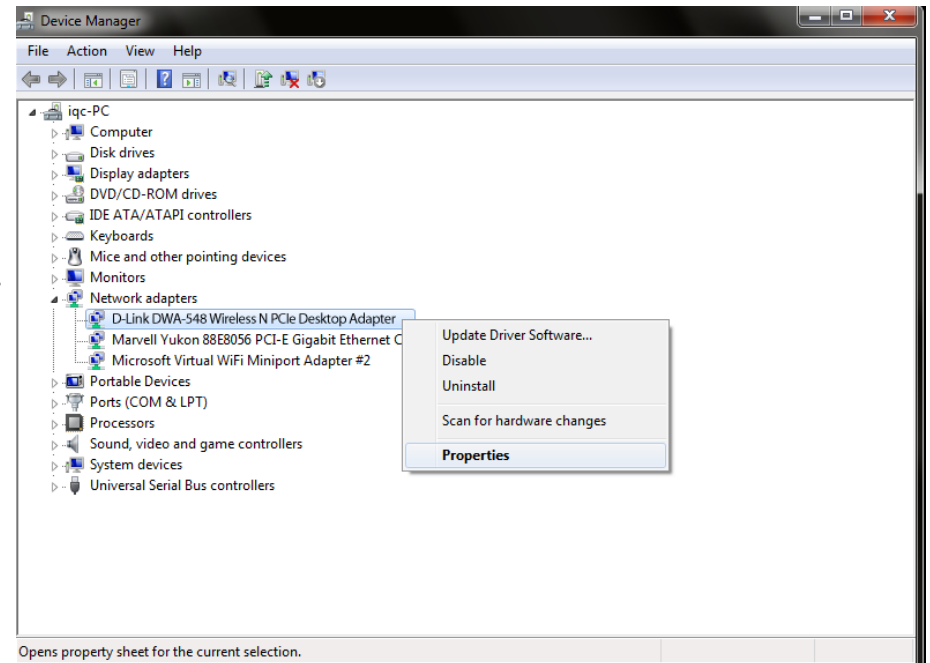 Device Manager
File Action View Help
iqc-PC
Computer
Disk drives
Display adapters
DVD/CD-ROM drives
IDE ATA/ATAPI controllers
Keyboards
Mice and other pointing devices
Monitors
Network adapters
D-Link DWA-548 Wireless N PCIe Desktop Adapter
Marvell Yukon 88E8056 PCI-E Gigabit Ethernet C
Microsoft Virtual WiFi Miniport Adapter #2
Portable Devices
Ports (COM & LPT)
Processors
Sound, video and game controllers
System devices
Universal Serial Bus controllers
Update Driver Software...
Disable
Uninstall
Scan for hardware changes
Properties
Opens property sheet for the current selection.